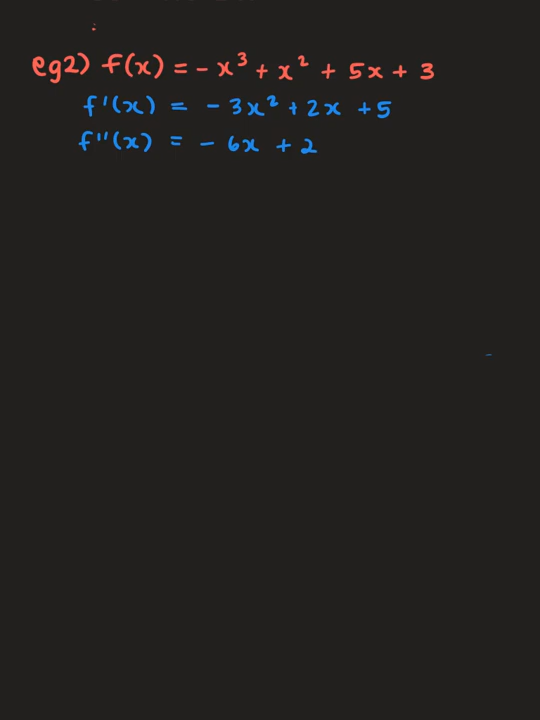 eg2) f(x) = - x³ + x² + 5x + 3
f'(x) = - 3x² + 2x + 5
f''(x) = - 6x + 2